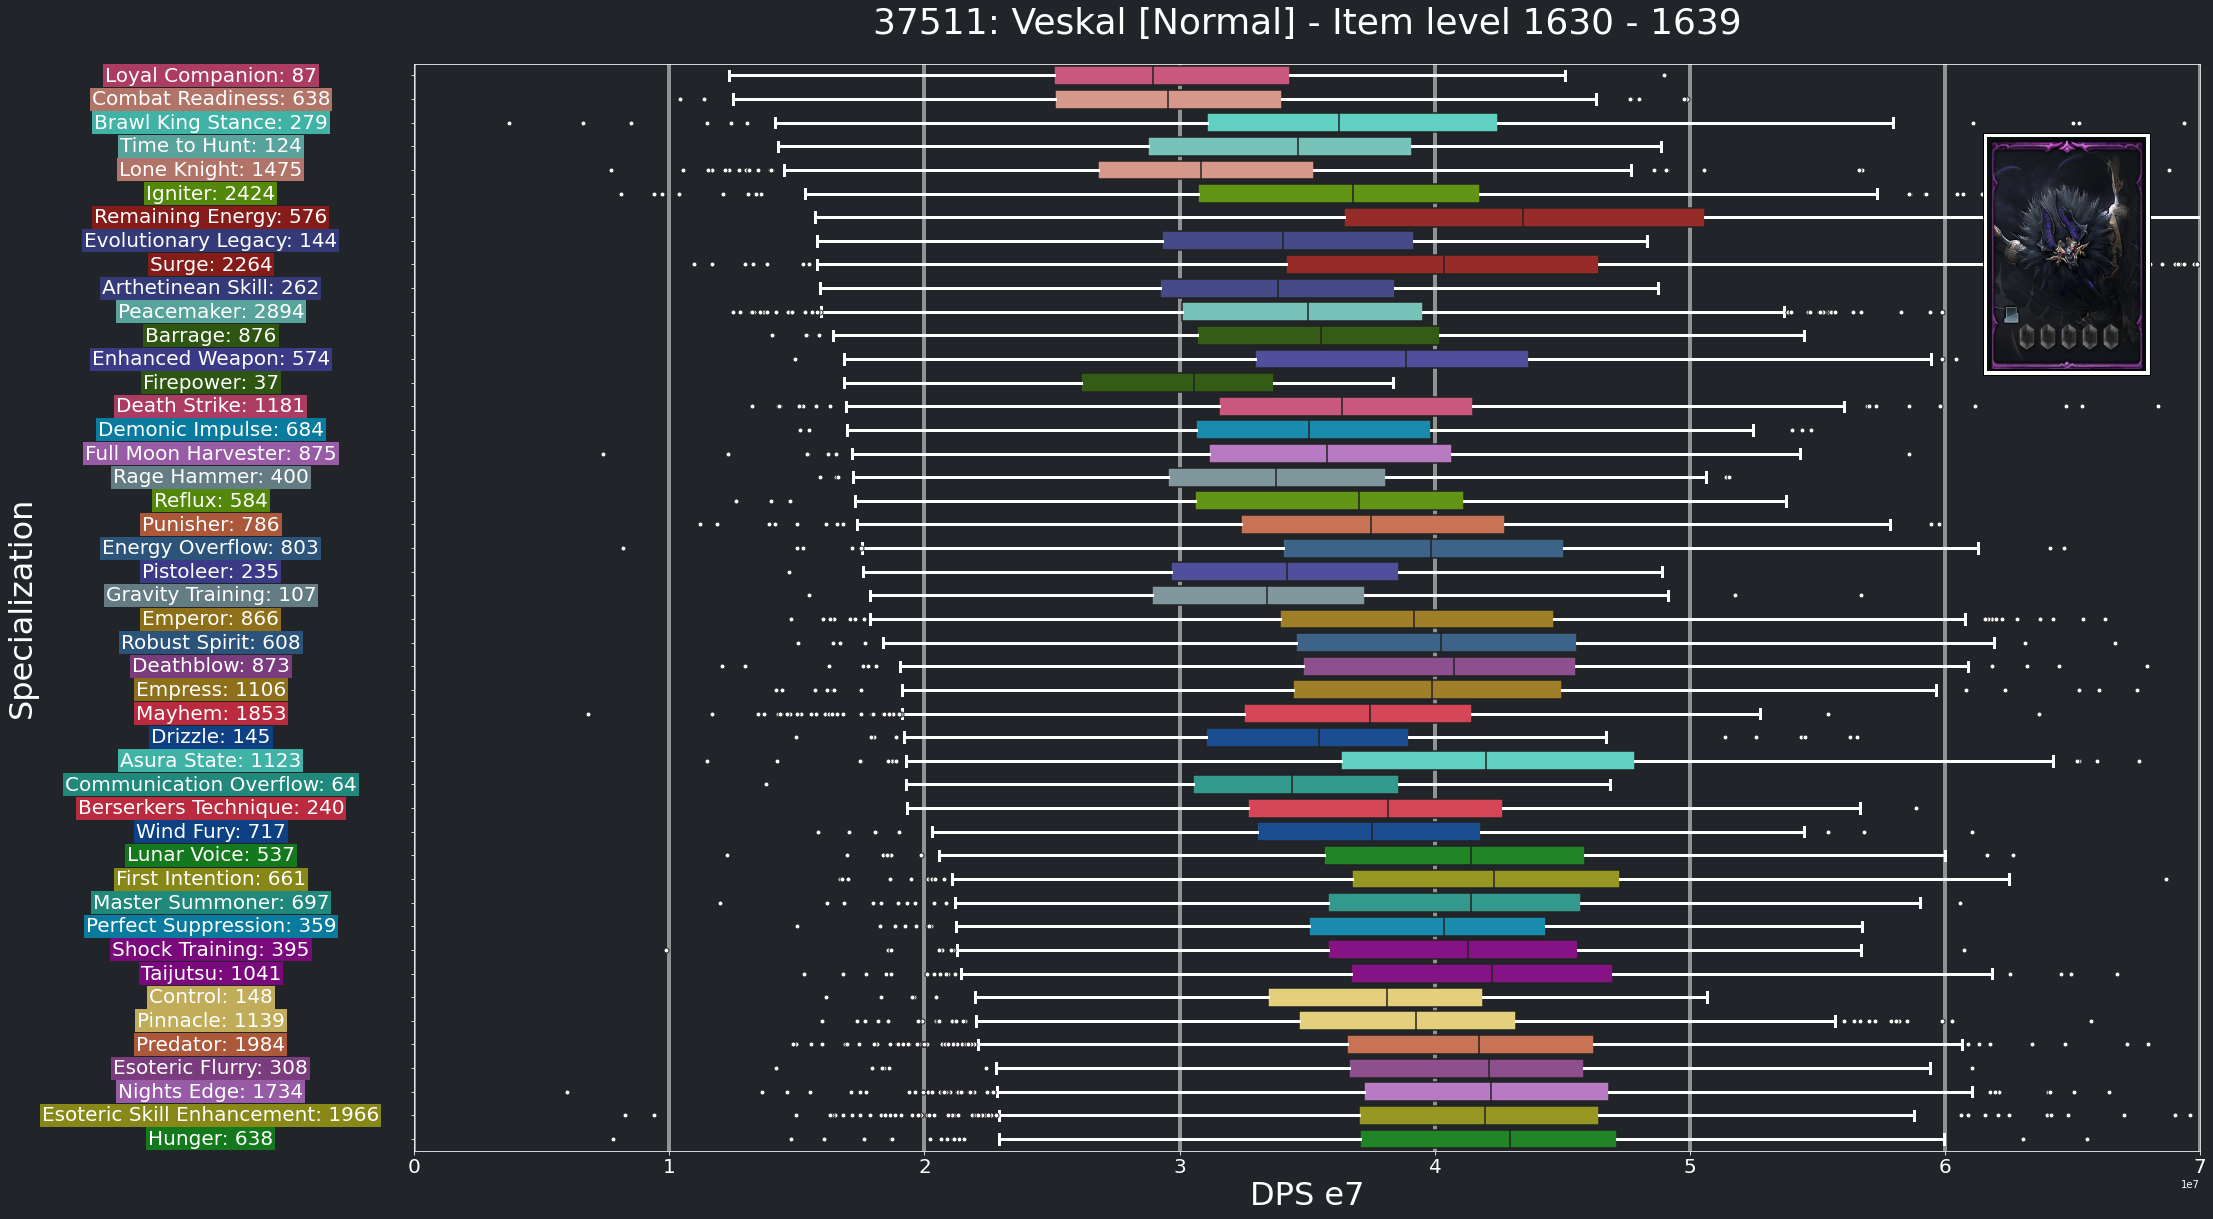 37511: Veskal [Normal] - Item level 1630 - 1639
Loyal Companion: 87
Combat Readiness: 638
Brawl King Stance: 279
Time to Hunt: 124
Lone Knight: 1475
Igniter: 2424
Remaining Energy: 576
Evolutionary Legacy: 144
Surge: 2264
Arthetinean Skill: 262
Peacemaker: 2894
Barrage: 876
Enhanced Weapon: 574
Firepower: 37
Death Strike: 1181
Demonic Impulse: 684
Full Moon Harvester: 875
Rage Hammer: 400
Reflux: 584
Punisher: 786
Energy Overflow: 803
Pistoleer: 235
Gravity Training: 107
Emperor: 866
Robust Spirit: 608
Deathblow: 873
Empress: 1106
Mayhem: 1853
Drizzle: 145
Asura State: 1123
Communication Overflow: 64
Berserkers Technique: 240
Wind Fury: 717
Lunar Voice: 537
First Intention: 661
Master Summoner: 697
Perfect Suppression: 359
Shock Training: 395
Taijutsu: 1041
Control: 148
Pinnacle: 1139
Predator: 1984
Esoteric Flurry: 308
Nights Edge: 1734
Esoteric Skill Enhancement: 1966
Hunger: 638
Specialization
0 1 2 3 4 5 6 7
1e7
DPS e7